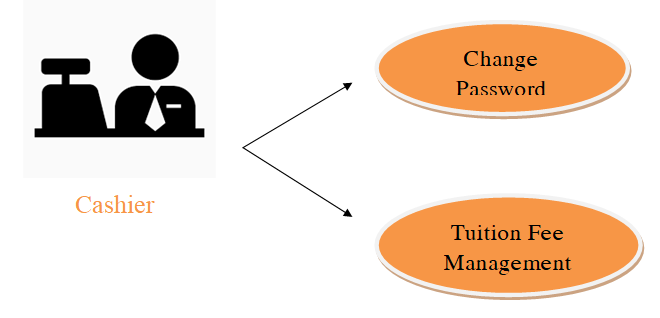 Change
Password
Cashier
Tuition Fee
Management